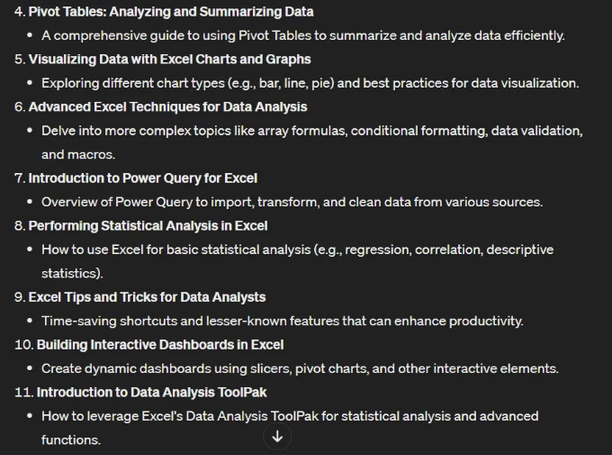 4. Pivot Tables: Analyzing and Summarizing Data
• A comprehensive guide to using Pivot Tables to summarize and analyze data efficiently.
5. Visualizing Data with Excel Charts and Graphs
• Exploring different chart types (e.g., bar, line, pie) and best practices for data visualization.
6. Advanced Excel Techniques for Data Analysis
• Delve into more complex topics like array formulas, conditional formatting, data validation,
and macros.
7. Introduction to Power Query for Excel
• Overview of Power Query to import, transform, and clean data from various sources.
8. Performing Statistical Analysis in Excel
• How to use Excel for basic statistical analysis (e.g., regression, correlation, descriptive
statistics).
9. Excel Tips and Tricks for Data Analysts
• Time-saving shortcuts and lesser-known features that can enhance productivity.
10. Building Interactive Dashboards in Excel
• Create dynamic dashboards using slicers, pivot charts, and other interactive elements.
11. Introduction to Data Analysis ToolPak
• How to leverage Excel's Data Analysis ToolPak for statistical analysis and advanced
functions.